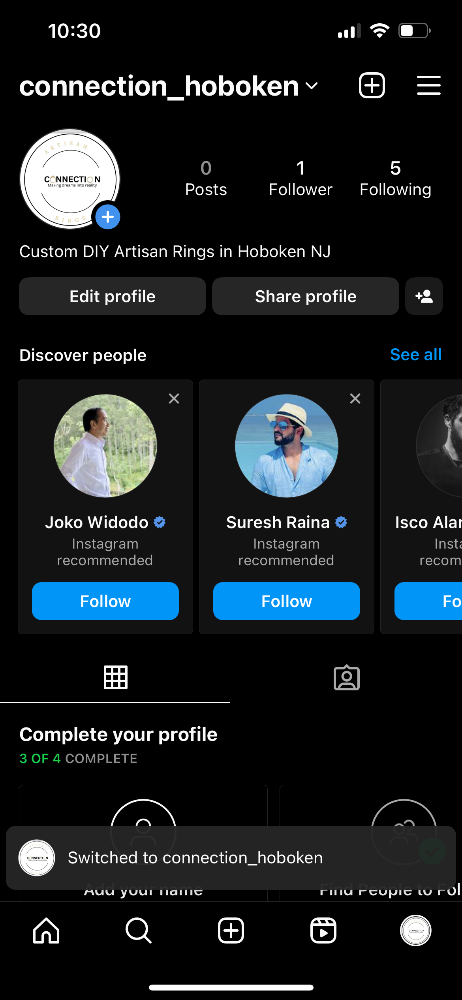 10:30
connection_hoboken
ARTISAN
CONNECTION
Making dreams into reality
RINGS
0
Posts
1
Follower
5
Following
Custom DIY Artisan Rings in Hoboken NJ
Edit profile
Share profile
Discover people
See all
Joko Widodo
Instagram
recommended
Follow
Suresh Raina
Instagram
recommended
Follow
Isco Alar
Insta
recom
Fo
Complete your profile
3 OF 4 COMPLETE
CONNECTION
Switched to connection_hoboken
Add your name
Find People to Fol
CONNECTION